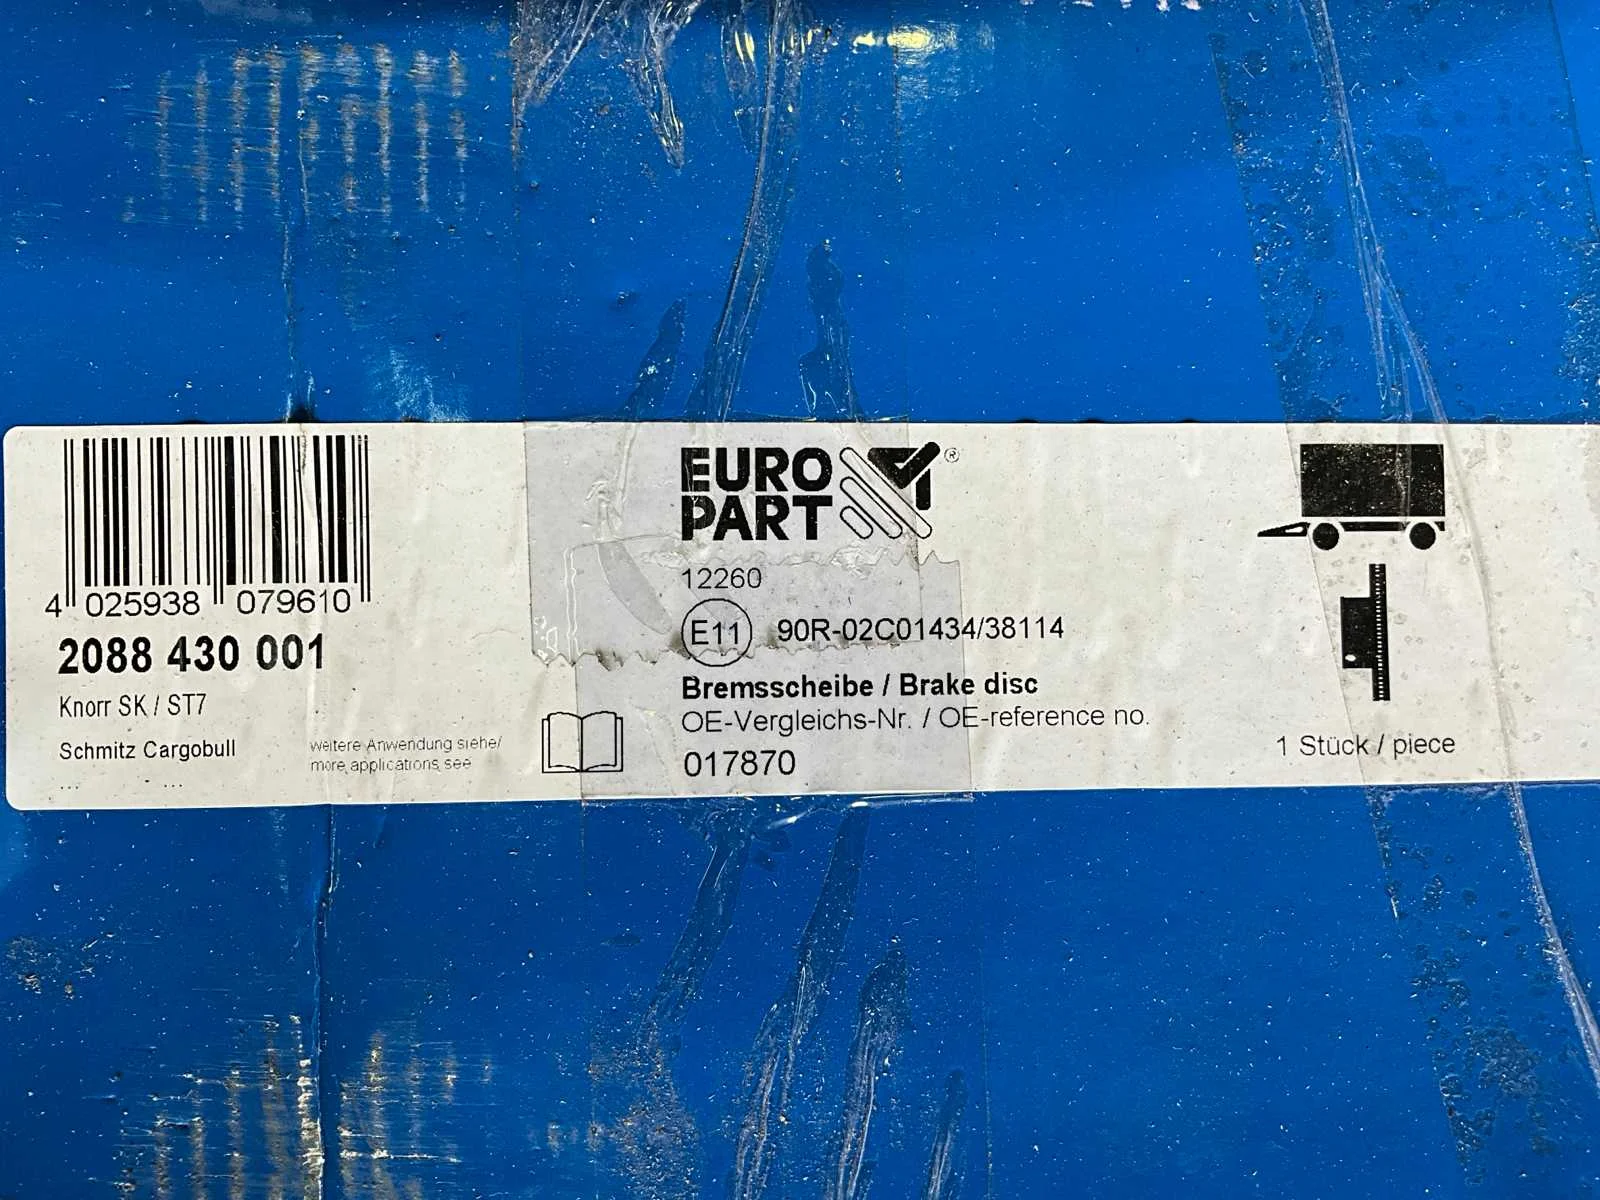 4 025938 079610
2088 430 001
Knorr SK / ST7
Schmitz Cargobull
... ...
weitere Anwendung siehe/
more applications see
EURO
PART ®
12260
E11 90R-02C01434/38114
Bremsscheibe / Brake disc
OE-Vergleichs-Nr. / OE-reference no.
017870
1 Stück / piece